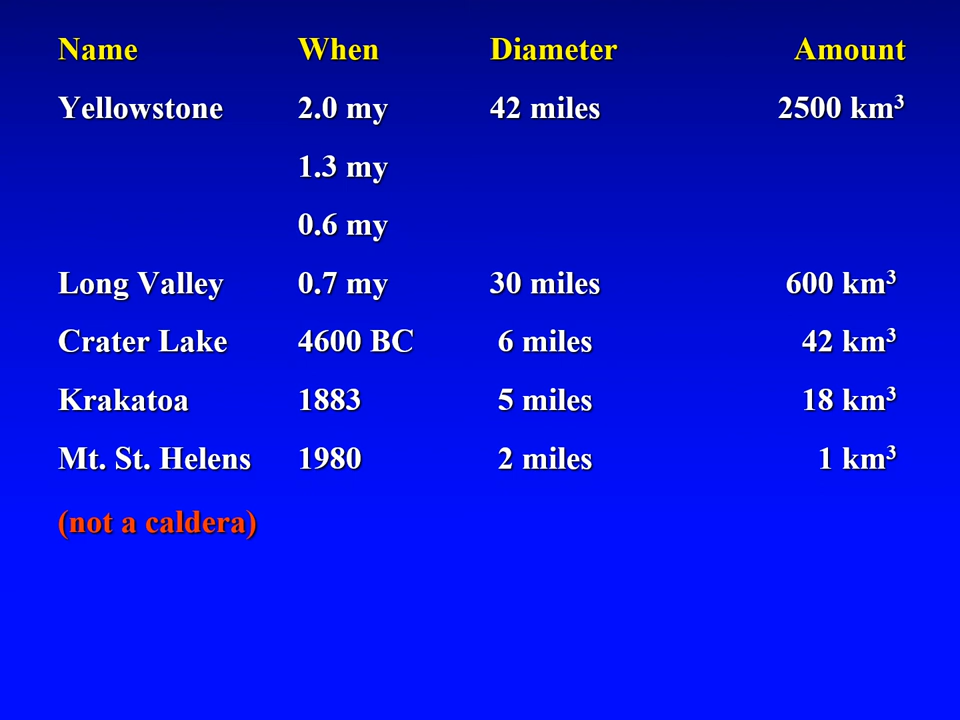 Name When Diameter Amount
Yellowstone 2.0 my 42 miles 2500 km³
1.3 my
0.6 my
Long Valley 0.7 my 30 miles 600 km³
Crater Lake 4600 BC 6 miles 42 km³
Krakatoa 1883 5 miles 18 km³
Mt. St. Helens 1980 2 miles 1 km³
(not a caldera)